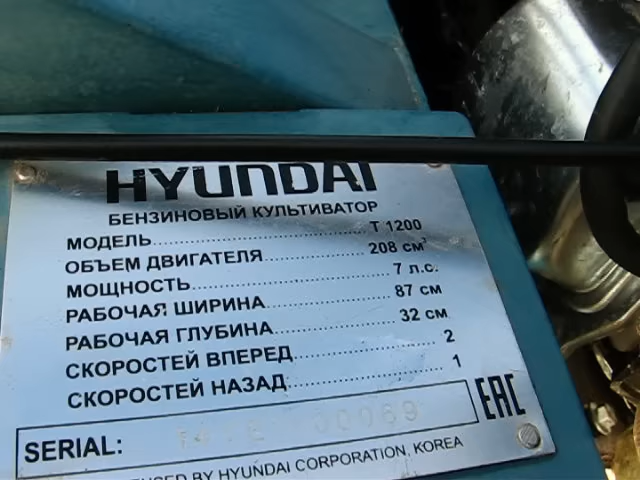 HYUNDAI
БЕНЗИНОВЫЙ КУЛЬТИВАТОР
МОДЕЛЬ........................................Т 1200
ОБЪЕМ ДВИГАТЕЛЯ....................208 см³
МОЩНОСТЬ.......................................7 л.с.
РАБОЧАЯ ШИРИНА........................87 см
РАБОЧАЯ ГЛУБИНА.......................32 см
СКОРОСТЕЙ ВПЕРЕД...........................2
СКОРОСТЕЙ НАЗАД..............................1
SERIAL:
EAC
BY HYUNDAI CORPORATION, KOREA